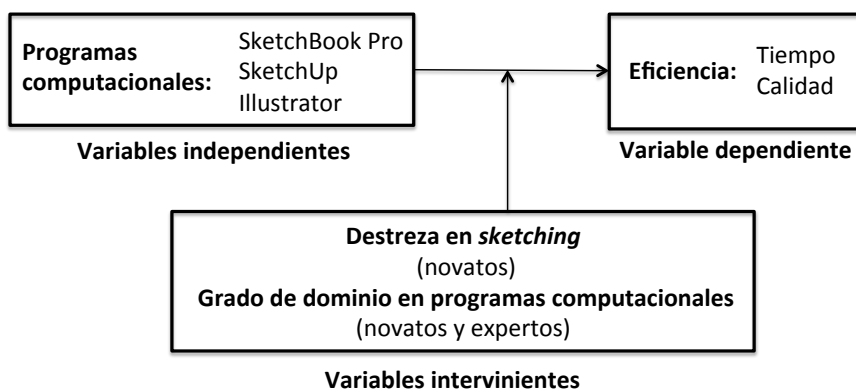 Programas
computacionales:
SketchBook Pro
SketchUp
Illustrator
Variables independientes
Eficiencia:
Tiempo
Calidad
Variable dependiente
Destreza en sketching
(novatos)
Grado de dominio en programas computacionales
(novatos y expertos)
Variables intervinientes